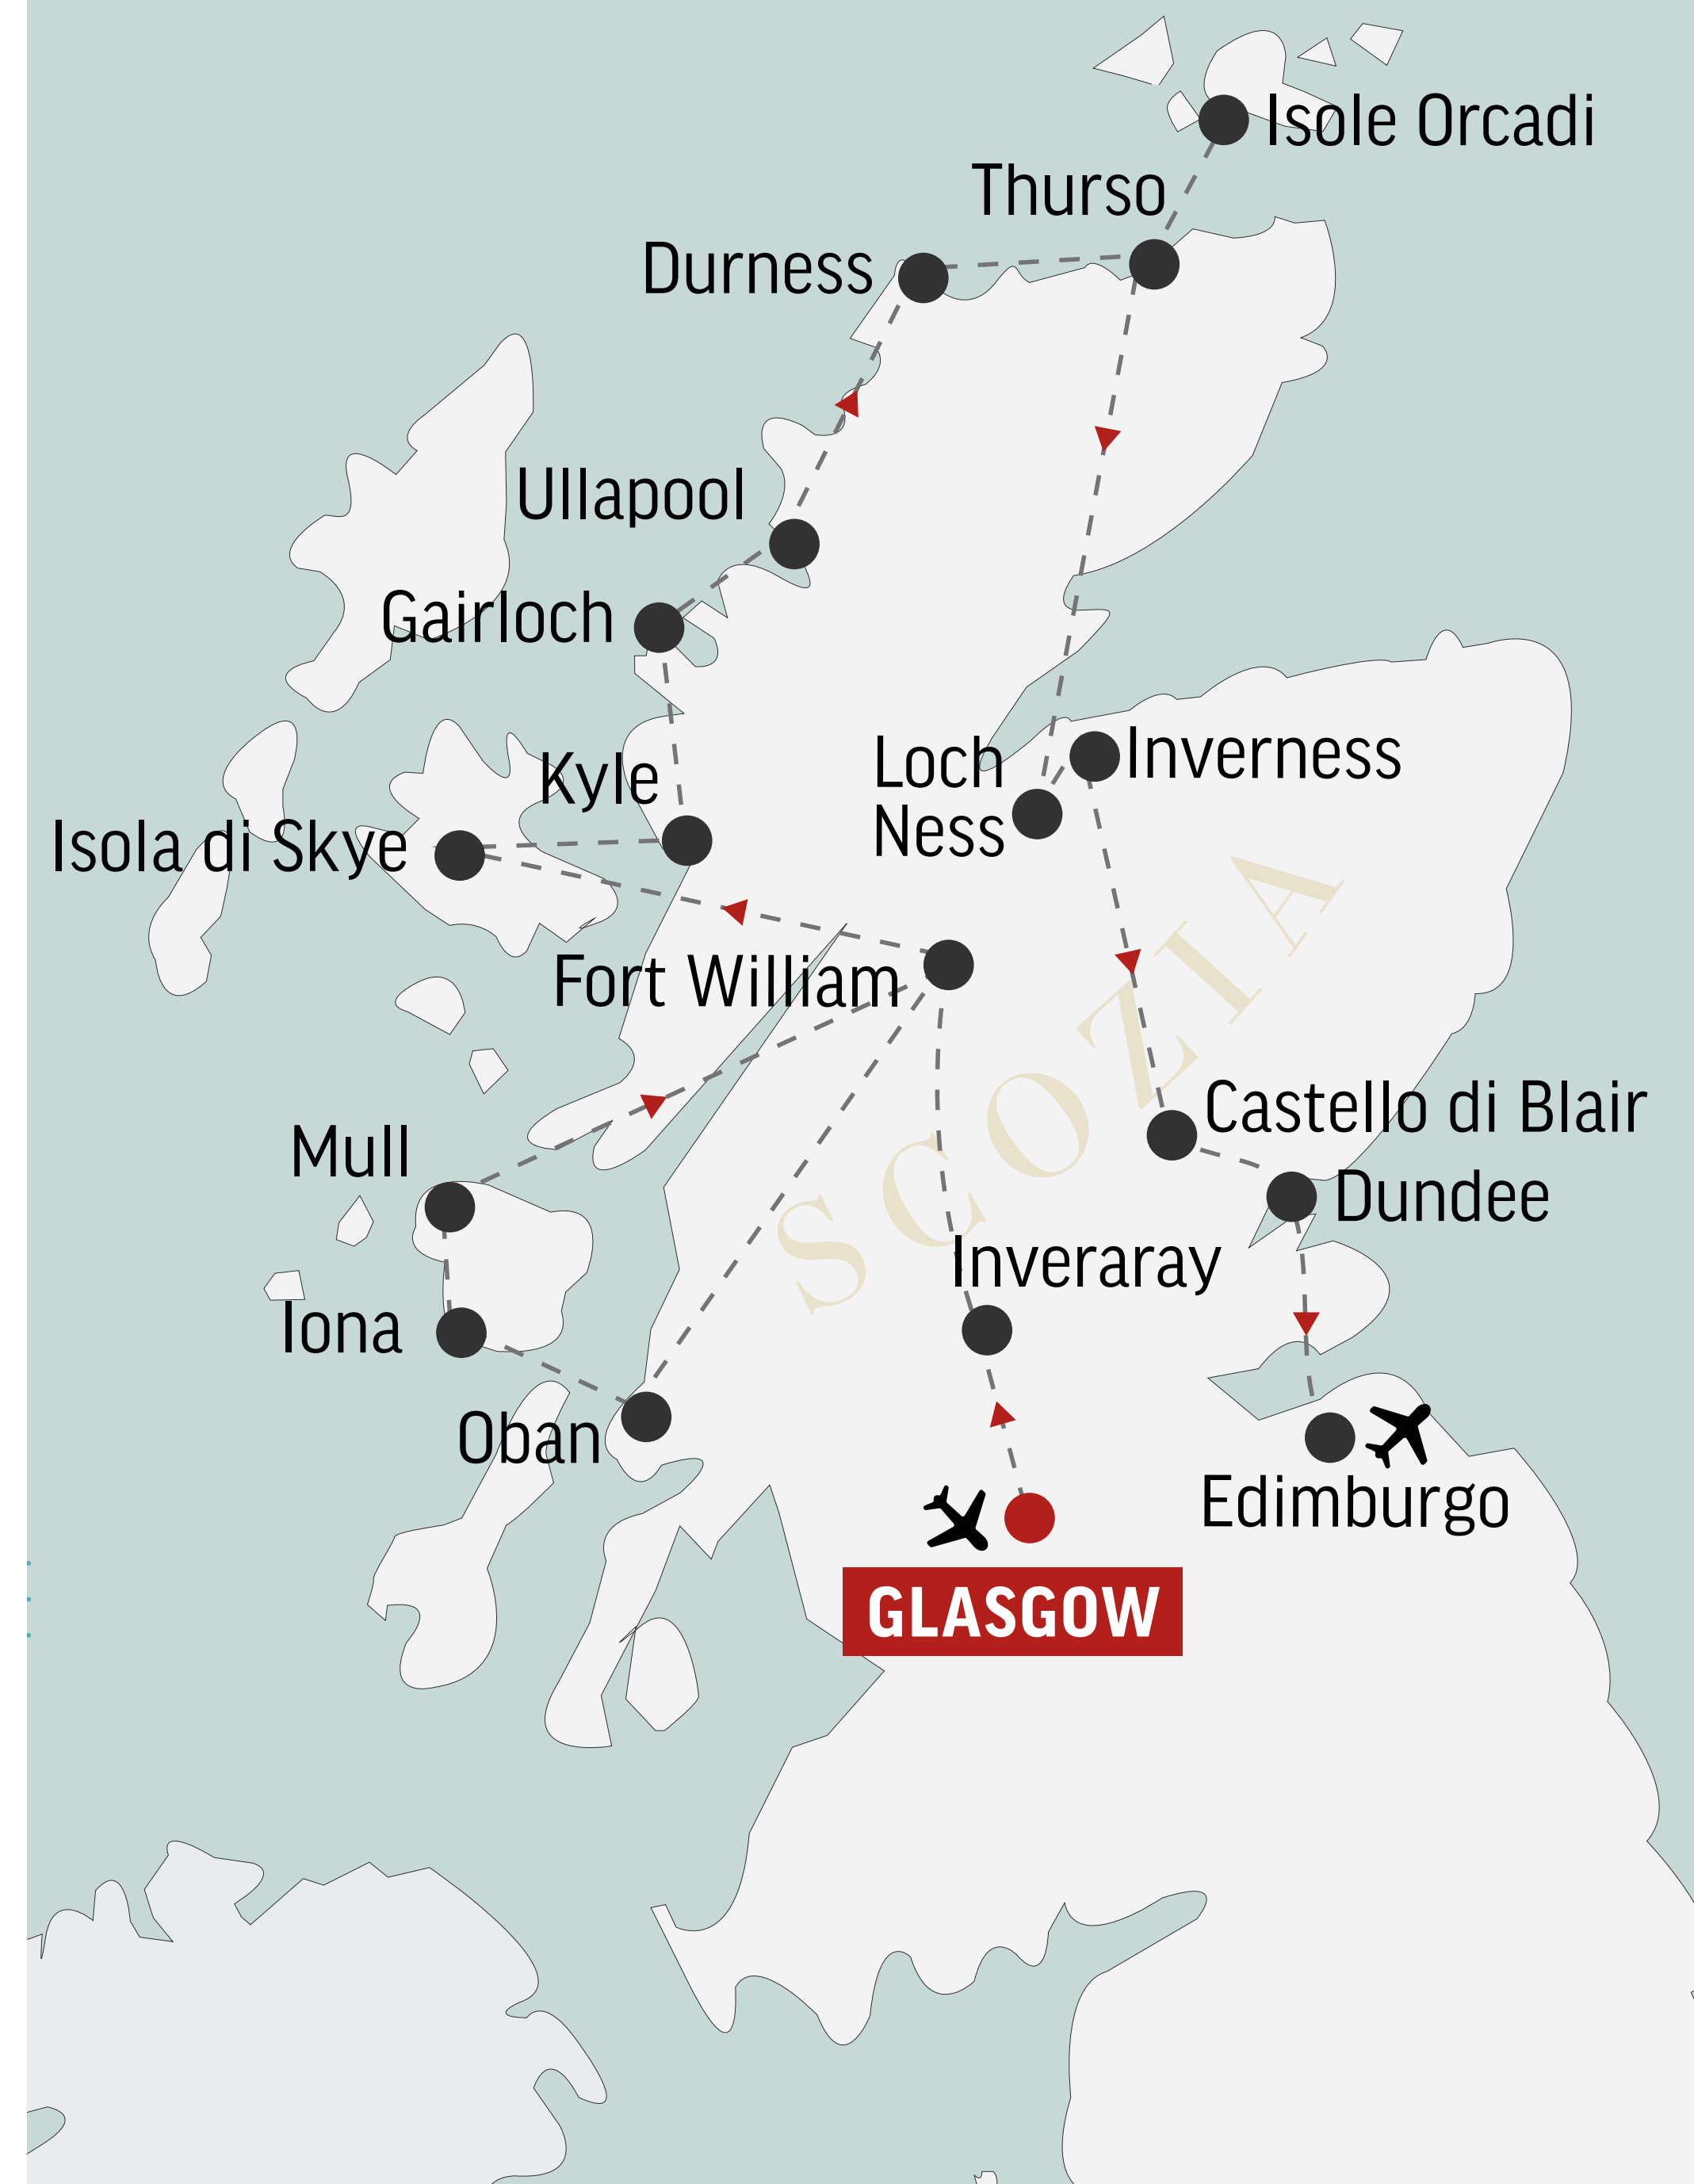 Isole Orcadi
Thurso
Durness
Ullapool
Gairloch
Inverness
Loch
Ness
Kyle
Isola di Skye
Fort William
SCOZIA
Castello di Blair
Mull
Dundee
Inveraray
Iona
Oban
Edimburgo
GLASGOW